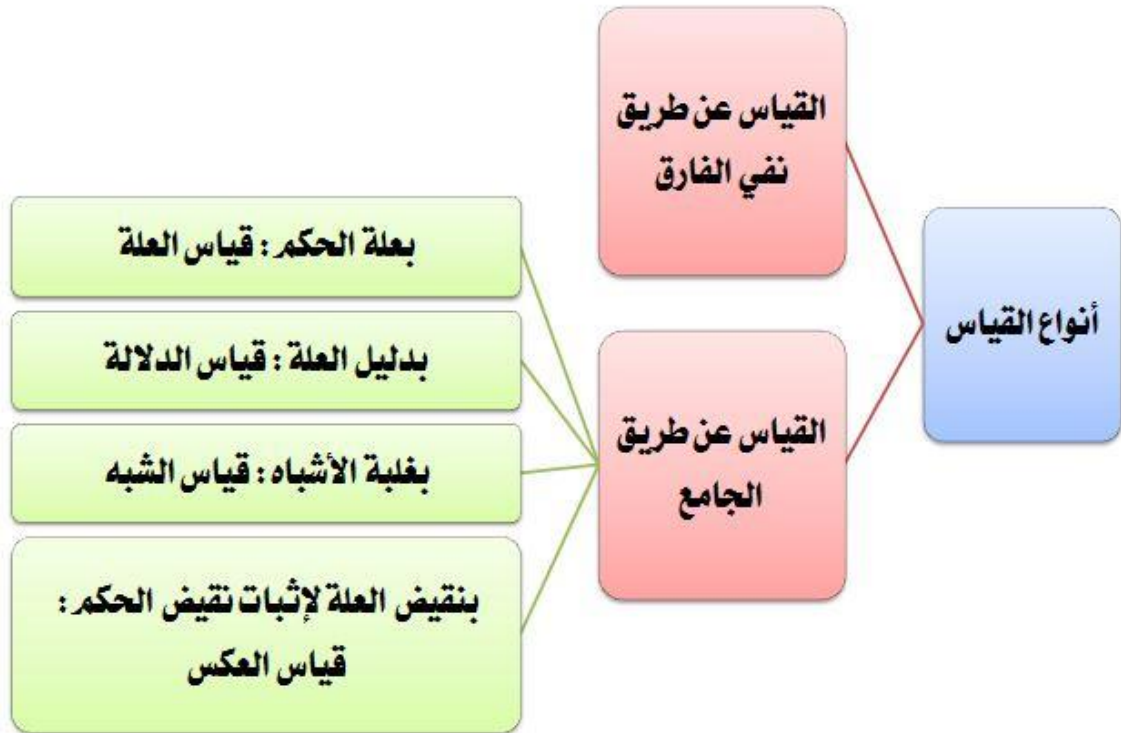 أنواع القياس
القياس عن طريق
نفي الفارق
القياس عن طريق
الجامع
بعلة الحكم : قياس العلة
بدليل العلة : قياس الدلالة
بغلبة الأشباه : قياس الشبه
بنقيض العلة لإثبات نقيض الحكم :
قياس العكس